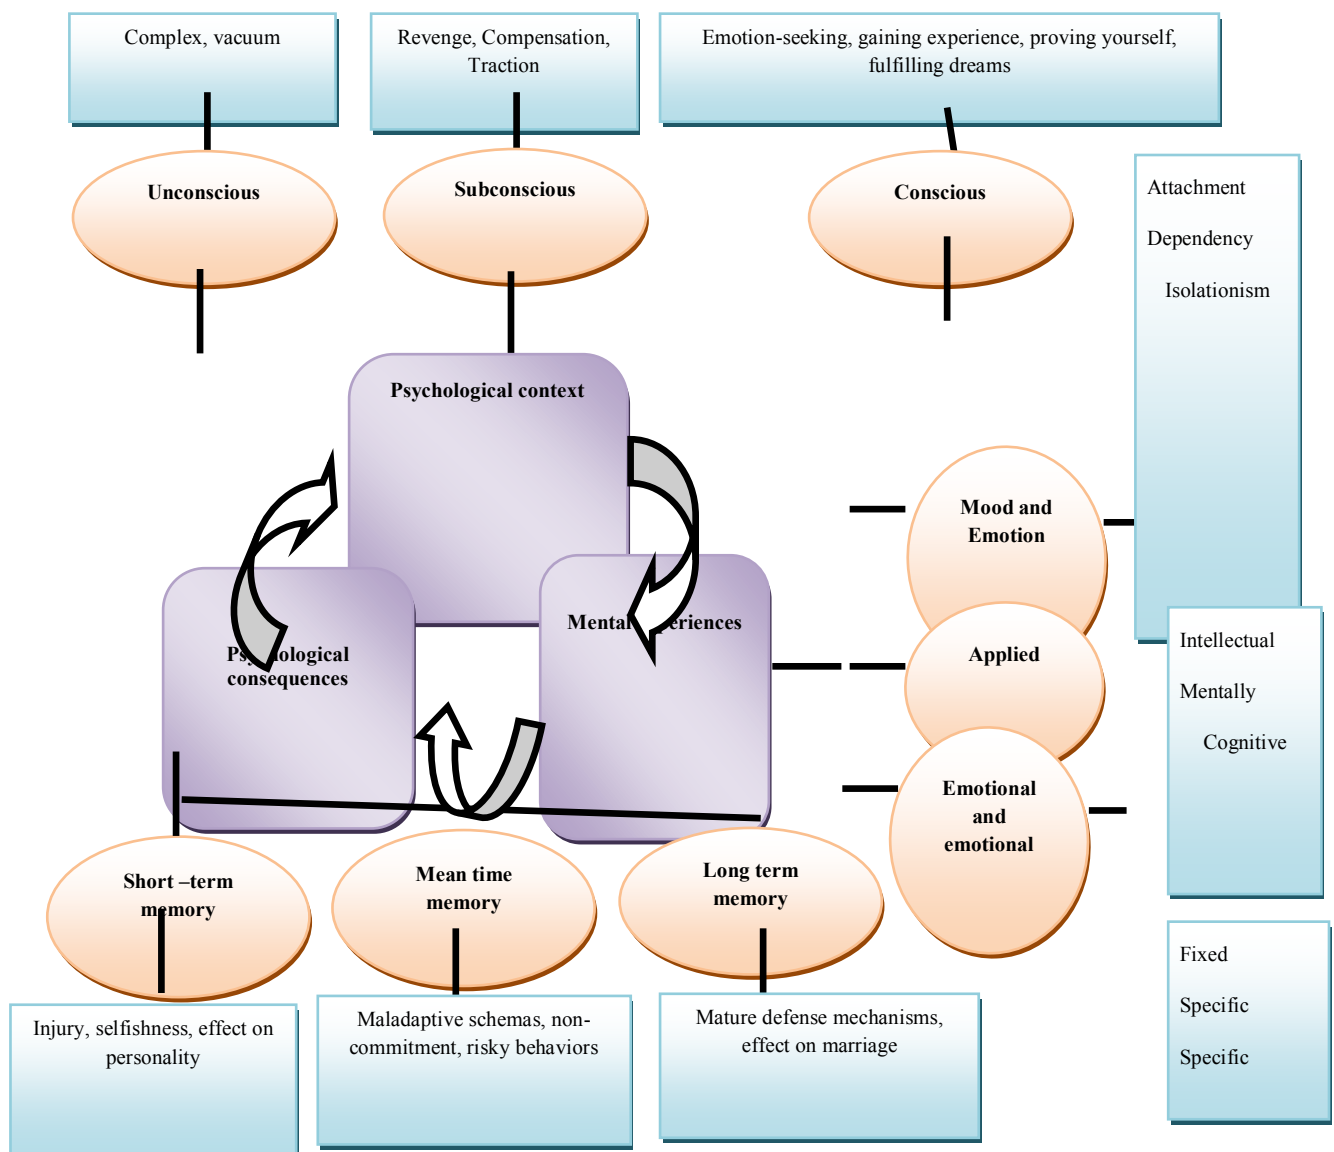 Complex, vacuum
Revenge, Compensation,
Traction
Emotion-seeking, gaining experience, proving yourself,
fulfilling dreams
Unconscious
Subconscious
Conscious
Attachment
Dependency
Isolationism
Psychological context
Mood and
Emotion
Mental experiences
Psychological
consequences
Applied
Intellectual
Mentally
Cognitive
Emotional
and
emotional
Short –term
memory
Mean time
memory
Long term
memory
Fixed
Specific
Specific
Injury, selfishness, effect on
personality
Maladaptive schemas, non-
commitment, risky behaviors
Mature defense mechanisms,
effect on marriage